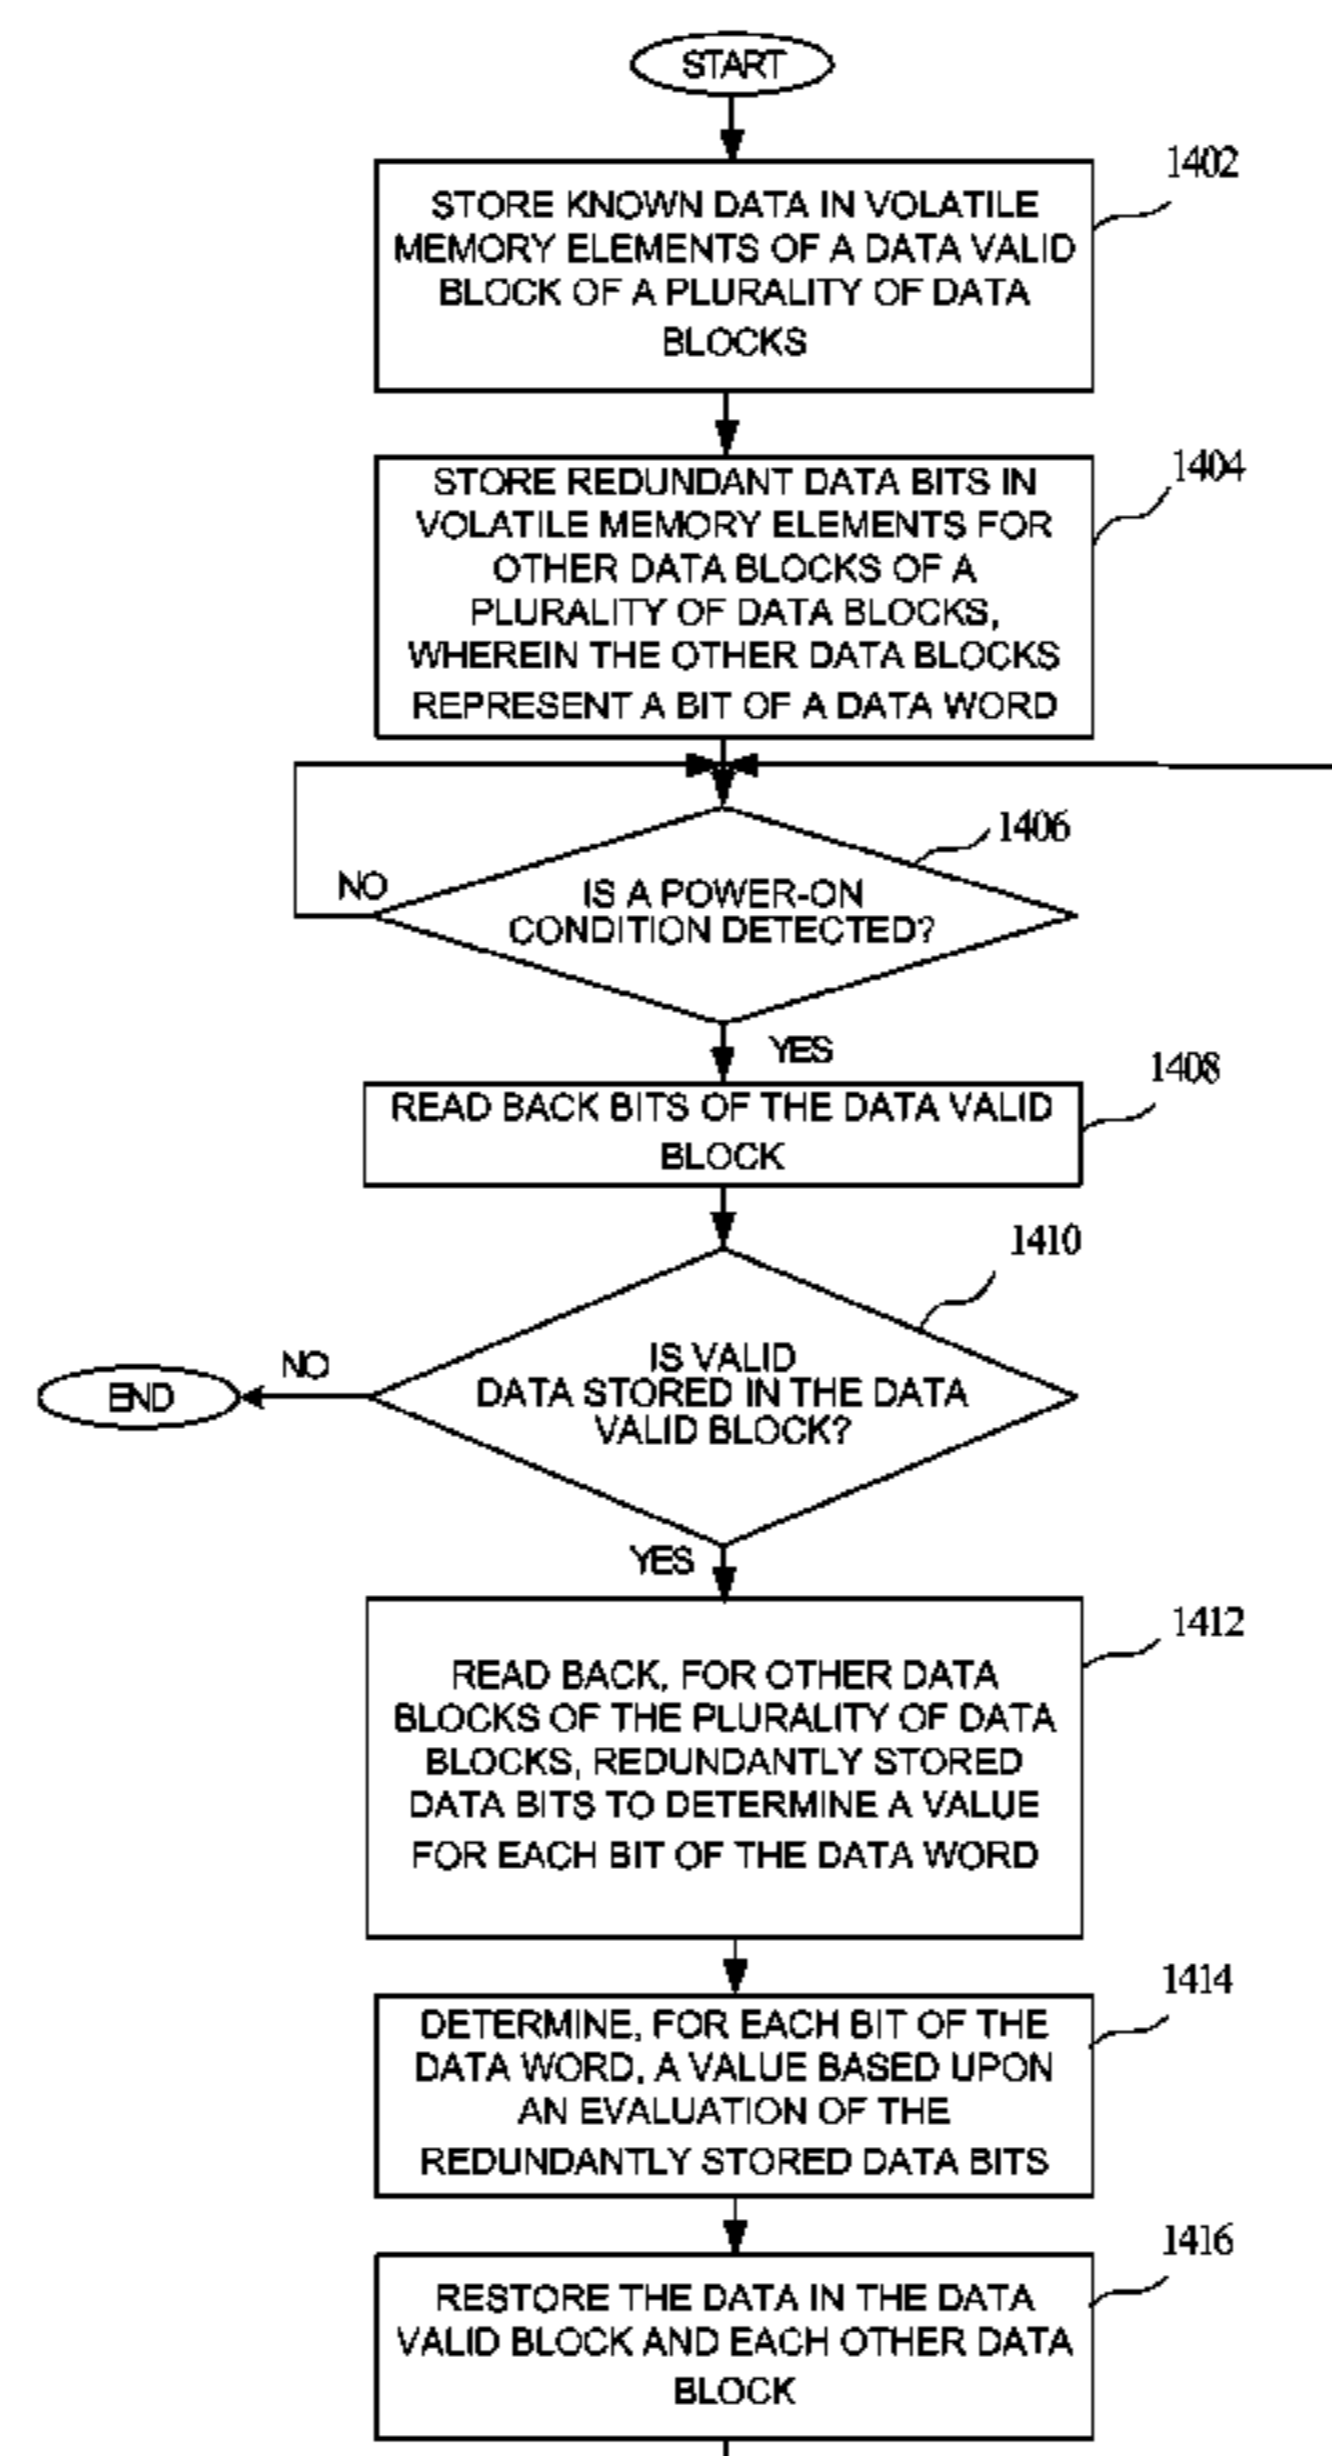 START
1402
STORE KNOWN DATA IN VOLATILE
MEMORY ELEMENTS OF A DATA VALID
BLOCK OF A PLURALITY OF DATA
BLOCKS
1404
STORE REDUNDANT DATA BITS IN
VOLATILE MEMORY ELEMENTS FOR
OTHER DATA BLOCKS OF A
PLURALITY OF DATA BLOCKS,
WHEREIN THE OTHER DATA BLOCKS
REPRESENT A BIT OF A DATA WORD
1406
NO
IS A POWER-ON
CONDITION DETECTED?
YES
1408
READ BACK BITS OF THE DATA VALID
BLOCK
1410
IS VALID
DATA STORED IN THE DATA
VALID BLOCK?
NO
END
YES
1412
READ BACK, FOR OTHER DATA
BLOCKS OF THE PLURALITY OF DATA
BLOCKS, REDUNDANTLY STORED
DATA BITS TO DETERMINE A VALUE
FOR EACH BIT OF THE DATA WORD
1414
DETERMINE, FOR EACH BIT OF THE
DATA WORD, A VALUE BASED UPON
AN EVALUATION OF THE
REDUNDANTLY STORED DATA BITS
1416
RESTORE THE DATA IN THE DATA
VALID BLOCK AND EACH OTHER DATA
BLOCK